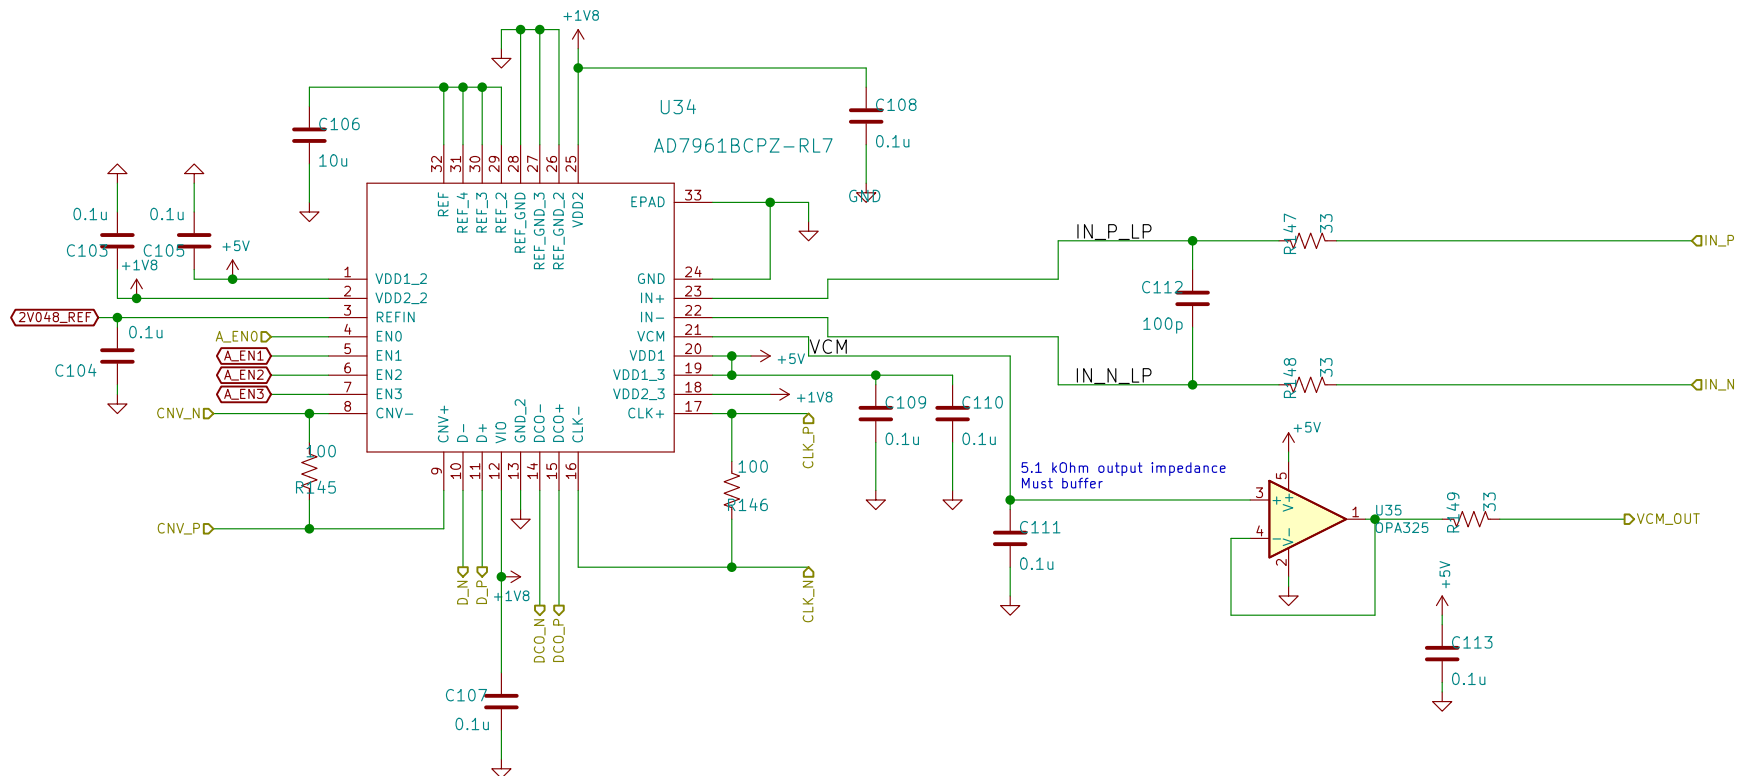 +1V8
U34
AD7961BCPZ-RL7
C108
0.1u
GND
C106
10u
32
31
30
29
28
27
26
25
REF
REF_4
REF_3
REF_2
REF_GND
REF_GND_3
REF_GND_2
VDD2
0.1u
C103
0.1u
C105
+5V
+1V8
1
VDD1_2
2
VDD2_2
2V048_REF
3
REFIN
0.1u
C104
A_EN0
4
EN0
A_EN1
5
EN1
A_EN2
6
EN2
A_EN3
7
EN3
CNV_N
8
CNV-
100
R145
CNV_P
EPAD
33
GND
24
IN+
23
IN-
22
VCM
21
VDD1
20
VDD1_3
19
VDD2_3
18
CLK+
17
CNV+
D-
D+
VIO
GND_2
DCO-
DCO+
CLK-
9
10
11
12
13
14
15
16
D_N
D_P
+1V8
DCO_N
DCO_P
C107
0.1u
VCM
+5V
+1V8
CLK_P
100
R146
CLK_N
C109
0.1u
C110
0.1u
IN_P_LP
R147
33
IN_P
C112
100p
IN_N_LP
R148
33
IN_N
5.1 kOhm output impedance
Must buffer
C111
0.1u
+5V
5
V+
3
+
4
-
V-
2
1
U35
OPA325
R149
33
VCM_OUT
+5V
C113
0.1u